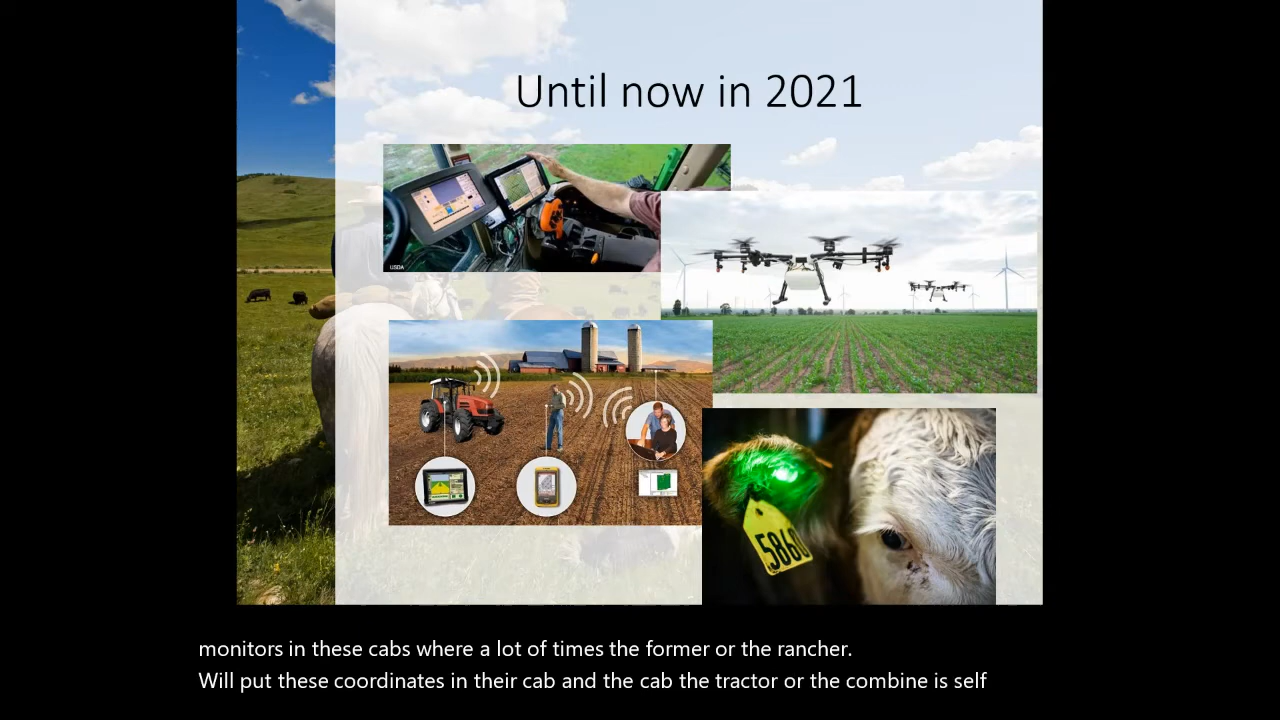 Until now in 2021
USDA
5860
monitors in these cabs where a lot of times the former or the rancher.
Will put these coordinates in their cab and the cab the tractor or the combine is self